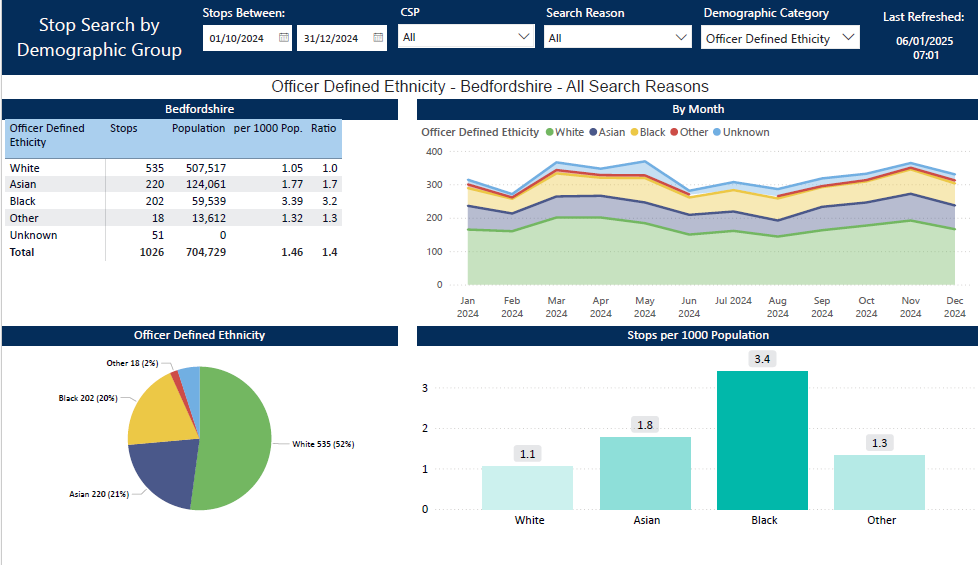 Stop Search by
Demographic Group
Stops Between:
01/10/2024
31/12/2024
CSP
All
Search Reason
All
Demographic Category
Officer Defined Ethicity
Last Refreshed:
06/01/2025
07:01
Officer Defined Ethnicity - Bedfordshire - All Search Reasons
Bedfordshire
Officer Defined Ethicity Stops Population per 1000 Pop. Ratio
White 535 507,517 1.05 1.0
Asian 220 124,061 1.77 1.7
Black 202 59,539 3.39 3.2
Other 18 13,612 1.32 1.3
Unknown 51 0
Total 1026 704,729 1.46 1.4
By Month
Officer Defined Ethicity White Asian Black Other Unknown
400
300
200
100
0
Jan 2024 Feb 2024 Mar 2024 Apr 2024 May 2024 Jun 2024 Jul 2024 Aug 2024 Sep 2024 Oct 2024 Nov 2024 Dec 2024
Officer Defined Ethnicity
Other 18 (2%)
Black 202 (20%)
White 535 (52%)
Asian 220 (21%)
Stops per 1000 Population
3.4
3
2
1.8
1.3
1.1
1
0
White Asian Black Other